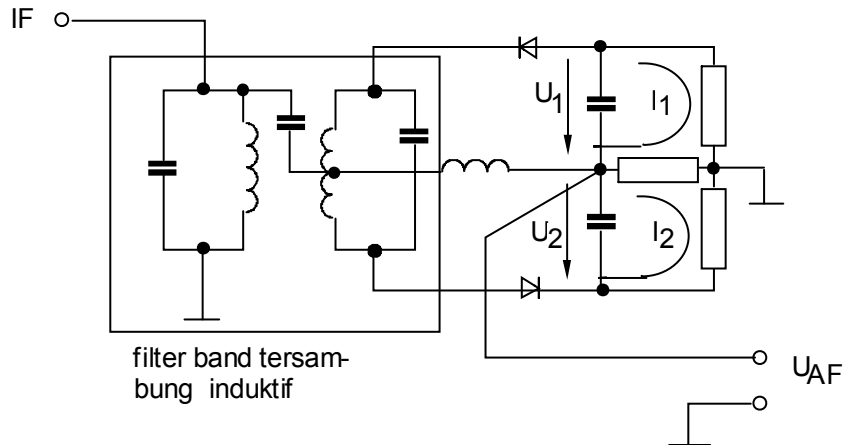 IF
U1
I1
U2
I2
filter band tersam-
bung induktif
UAF